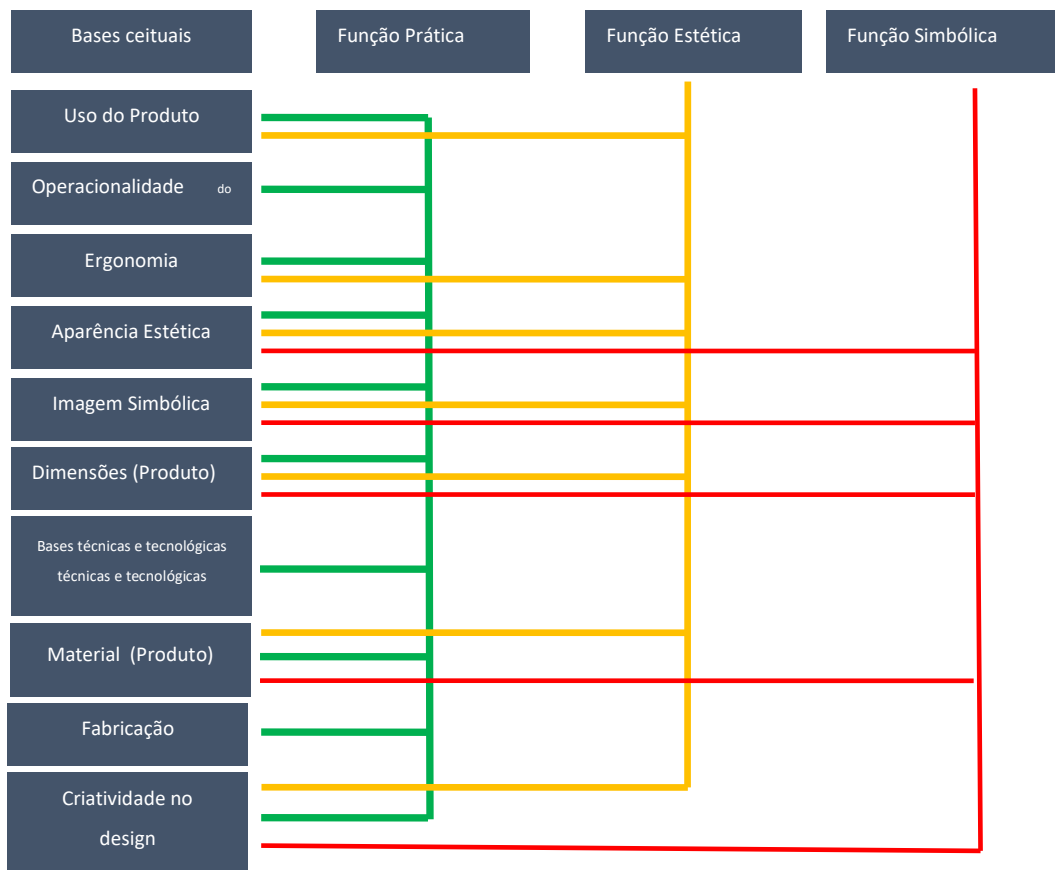 Bases ceituais
Função Prática
Função Estética
Função Simbólica
Uso do Produto
Operacionalidade do
Ergonomia
Aparência Estética
Imagem Simbólica
Dimensões (Produto)
Bases técnicas e tecnológicas
técnicas e tecnológicas
Material (Produto)
Fabricação
Criatividade no
design